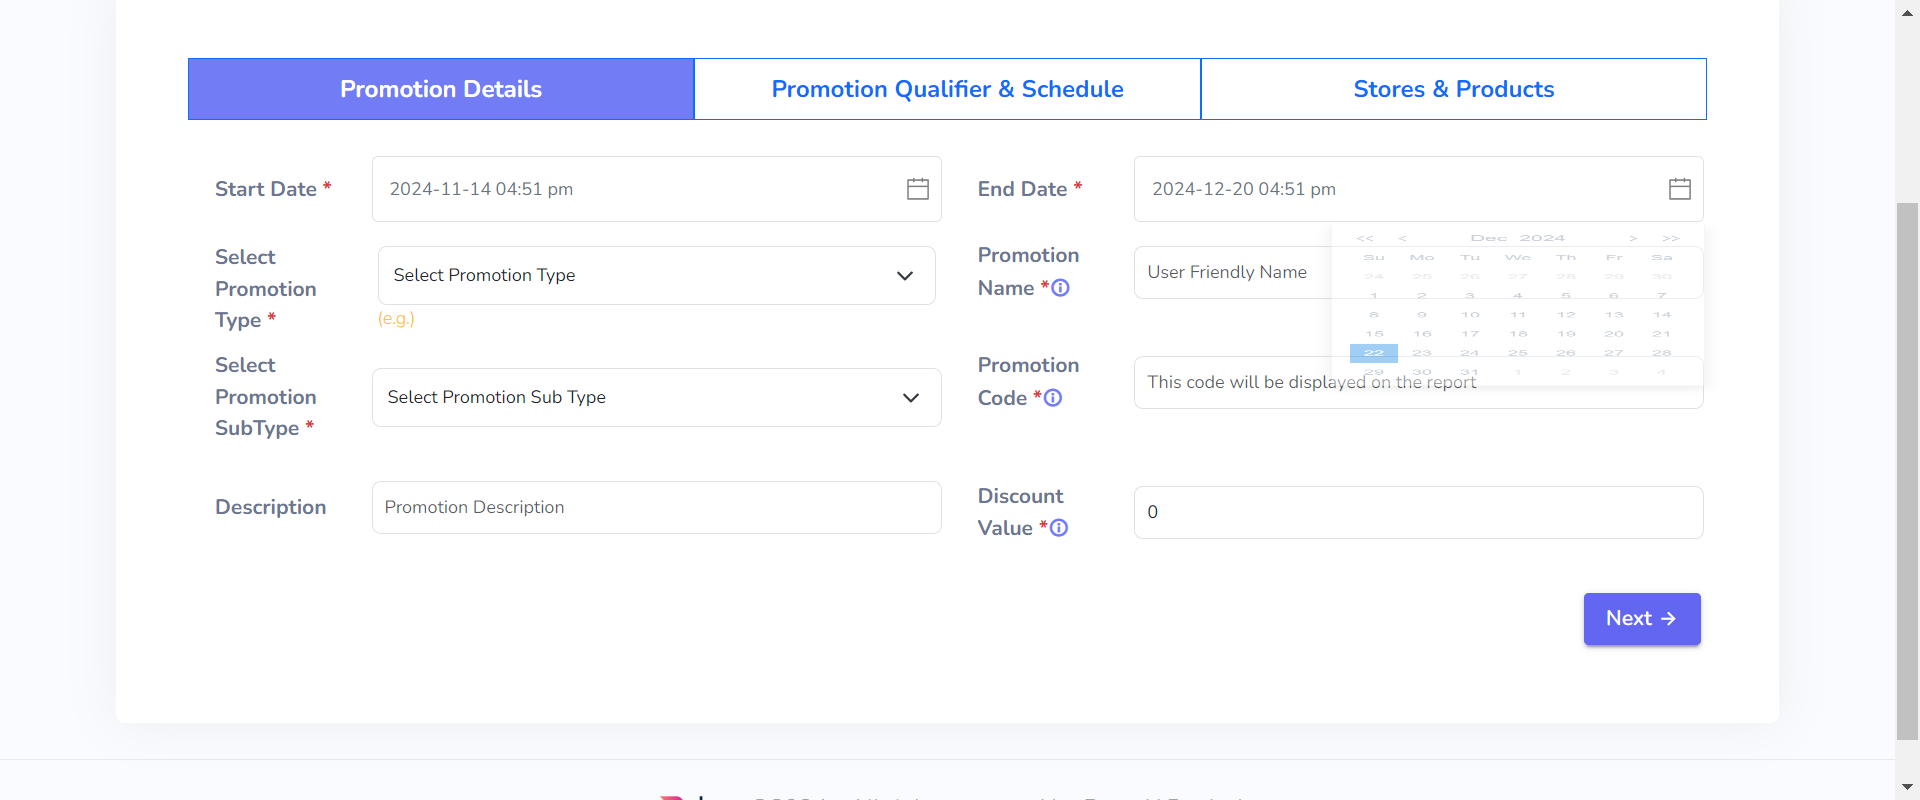 Promotion Details Promotion Qualifier & Schedule Stores & Products
Start Date * 2024-11-14 04:51 pm End Date * 2024-12-20 04:51 pm
<< < Dec 2024 > >>
Su Mo Tu We Th Fr Sa
24 25 26 27 28 29 30
1 2 3 4 5 6 7
8 9 10 11 12 13 14
15 16 17 18 19 20 21
22 23 24 25 26 27 28
29 30 31 1 2 3 4
Select
Promotion
Type *
Select Promotion Type
(e.g.)
Promotion
Name *
User Friendly Name
Select
Promotion
SubType *
Select Promotion Sub Type
Promotion
Code *
This code will be displayed on the report
Description Promotion Description
Discount
Value *
0
Next →